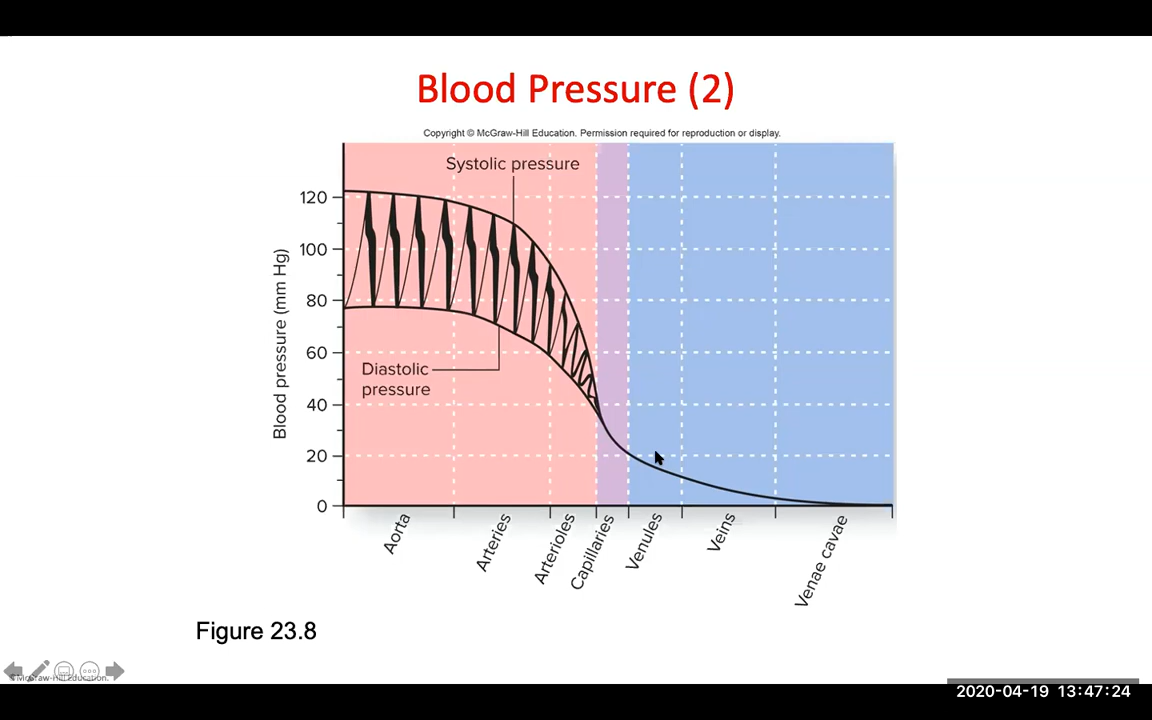 Blood Pressure (2)
Copyright © McGraw-Hill Education. Permission required for reproduction or display.
Systolic pressure
120
100
80
60
40
20
0
Blood pressure (mm Hg)
Diastolic
pressure
Aorta
Arteries
Arterioles
Capillaries
Venules
Veins
Venae cavae
Figure 23.8
©McGraw-Hill Education.
2020-04-19 13:47:24